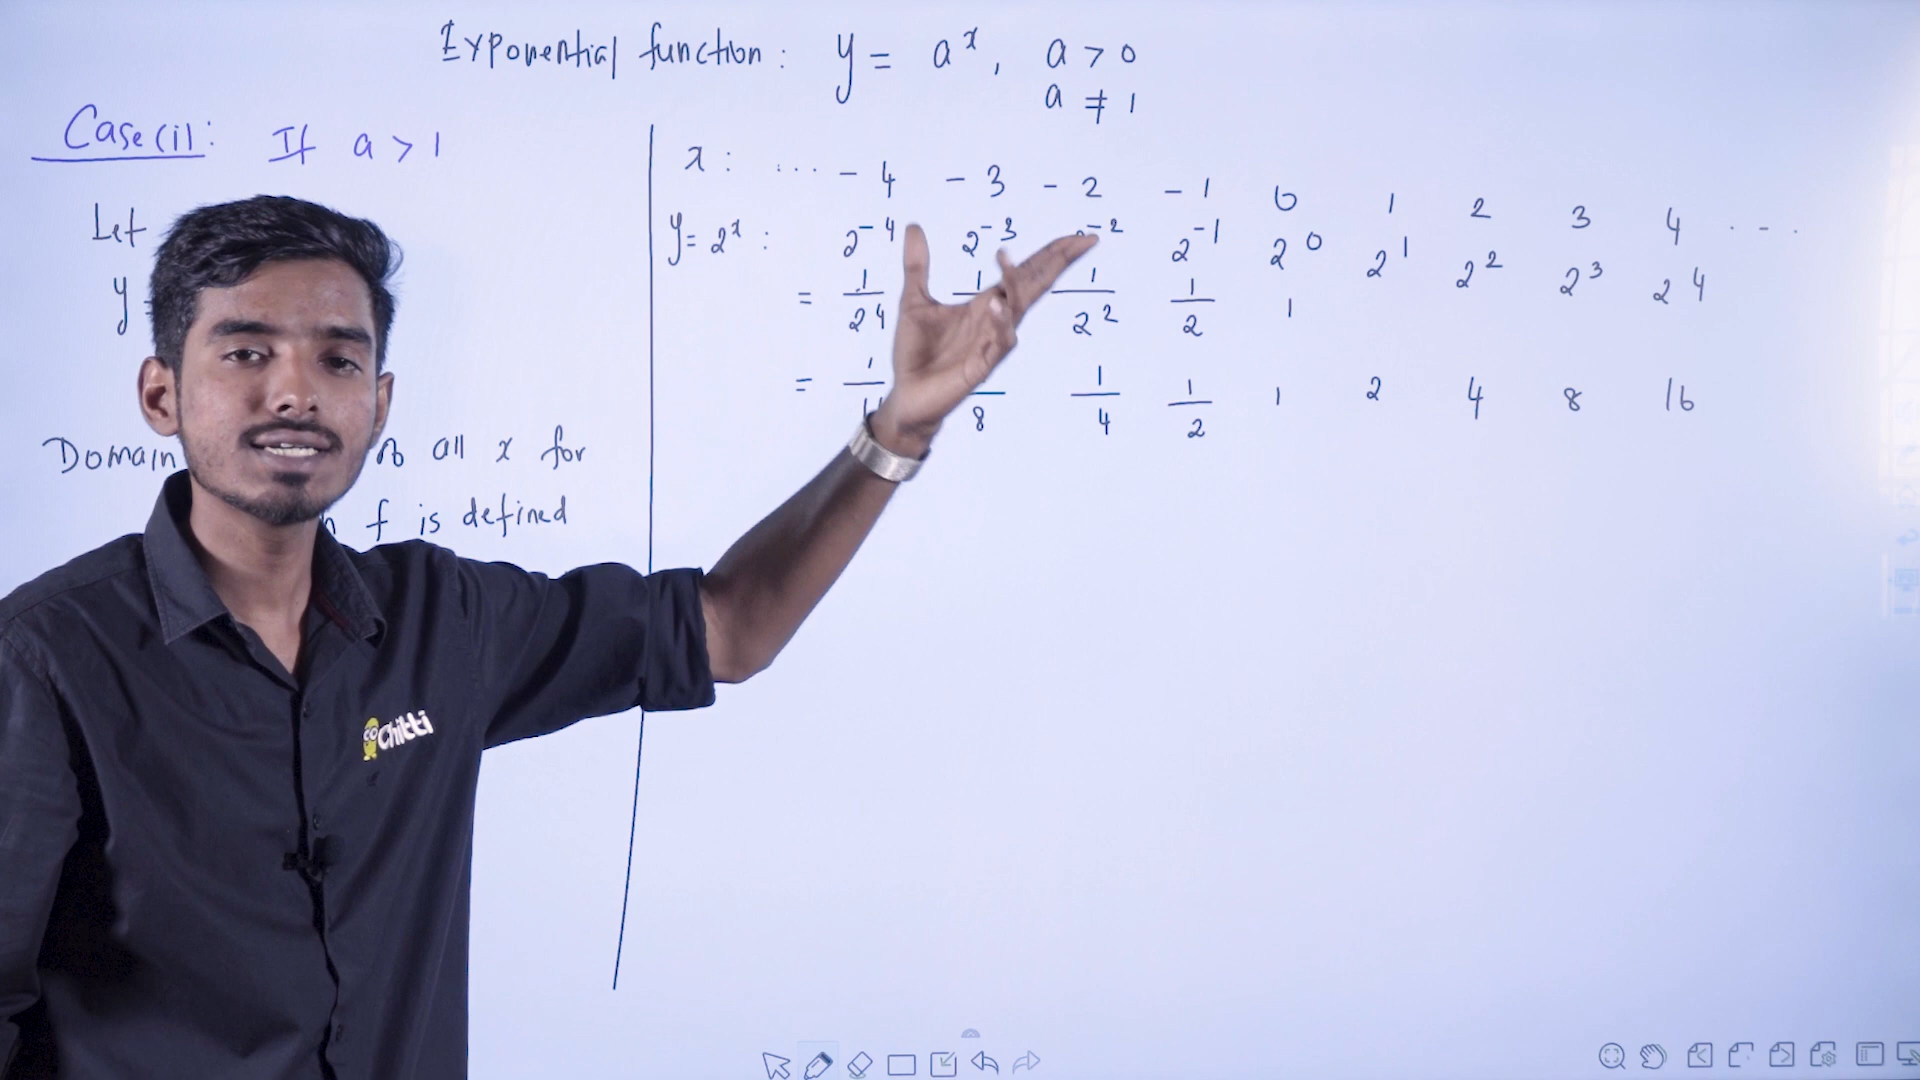 Exponential function : y = a^x, a > 0
a ≠ 1
Case (i) : If a > 1
Let
y =
Domain all x for
f is defined
x : ... -4 -3 -2 -1 0 1 2 3 4 ...
y = 2^x : 2^-4 2^-3 2^-2 2^-1 2^0 2^1 2^2 2^3 2^4
= 1/2^4 1 1/2^2 1/2 1
= 1 8 1/4 1/2 1 2 4 8 16
Chitti